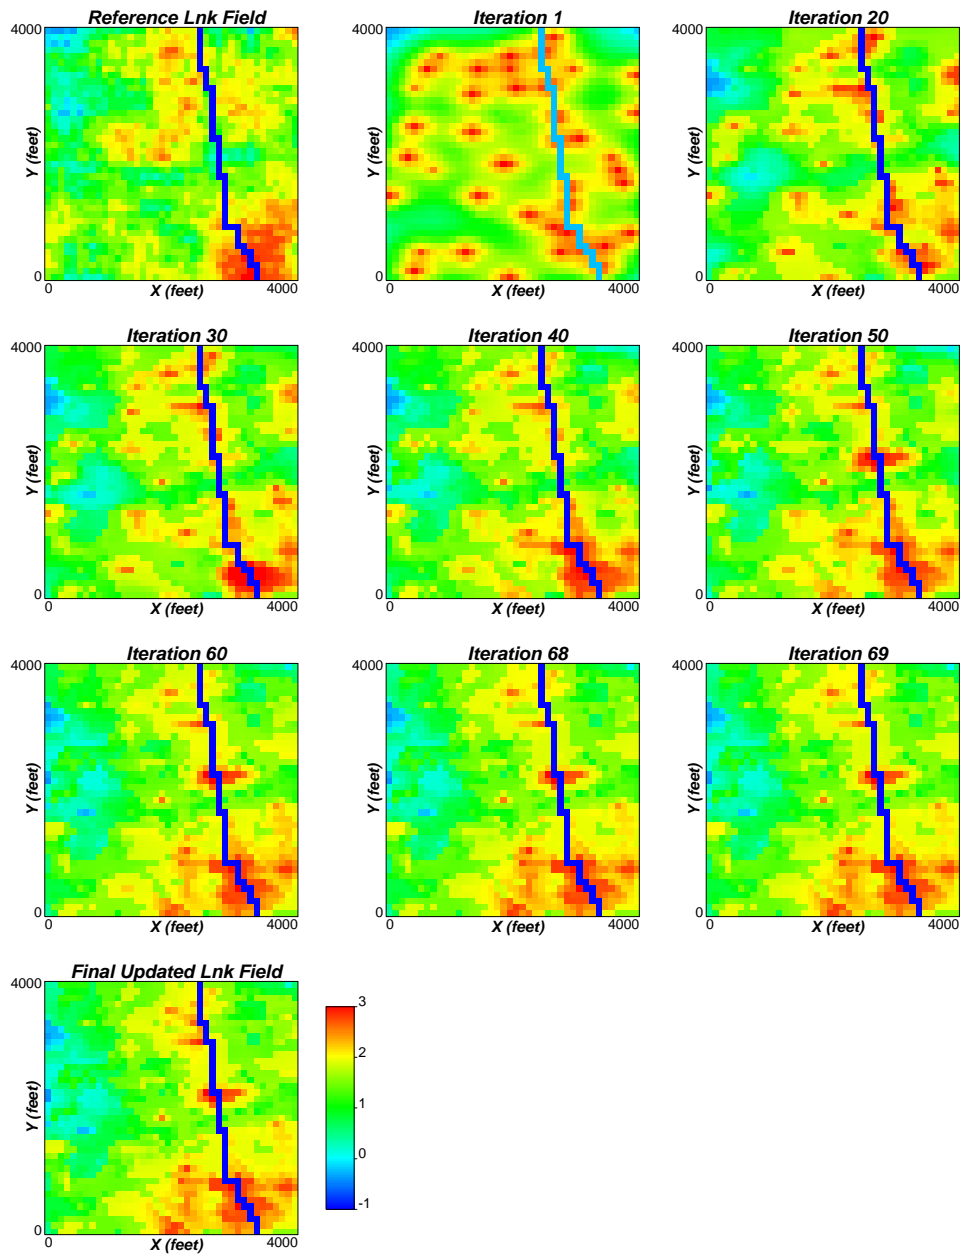 Reference Lnk Field
Iteration 1
Iteration 20
4000
4000
4000
Y (feet)
Y (feet)
Y (feet)
0
0
0
0
4000
0
4000
0
4000
X (feet)
X (feet)
X (feet)
Iteration 30
Iteration 40
Iteration 50
4000
4000
4000
Y (feet)
Y (feet)
Y (feet)
0
0
0
0
4000
0
4000
0
4000
X (feet)
X (feet)
X (feet)
Iteration 60
Iteration 68
Iteration 69
4000
4000
4000
Y (feet)
Y (feet)
Y (feet)
0
0
0
0
4000
0
4000
0
4000
X (feet)
X (feet)
X (feet)
Final Updated Lnk Field
4000
Y (feet)
0
0
4000
X (feet)
3
2
1
0
-1